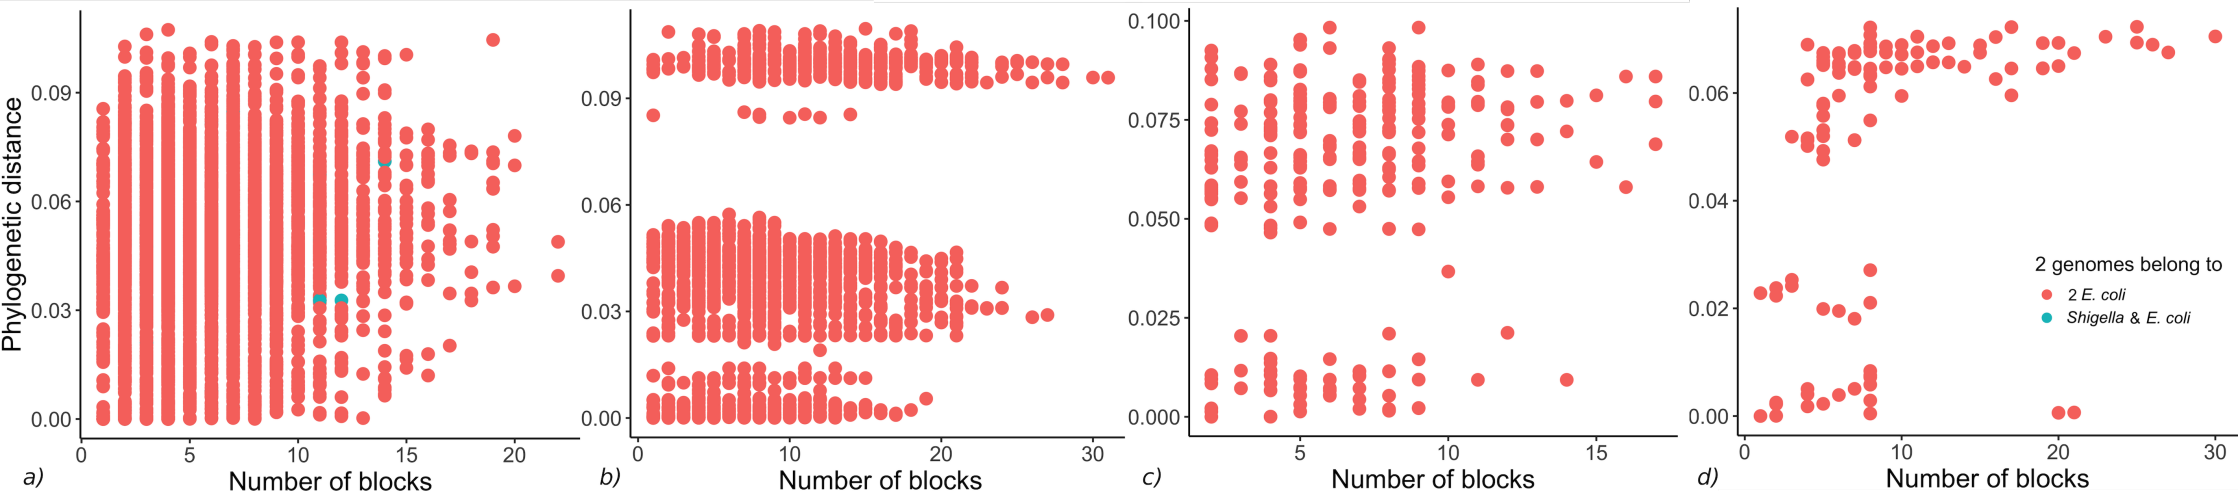 Phylogenetic distance
0.09
0.06
0.03
0.00
0
5
10
15
20
Number of blocks
a)
0.09
0.06
0.03
0.00
0
10
20
30
Number of blocks
b)
0.100
0.075
0.050
0.025
0.000
5
10
15
Number of blocks
c)
0.06
0.04
0.02
0.00
0
10
20
30
Number of blocks
d)
2 genomes belong to
2 E. coli
Shigella & E. coli